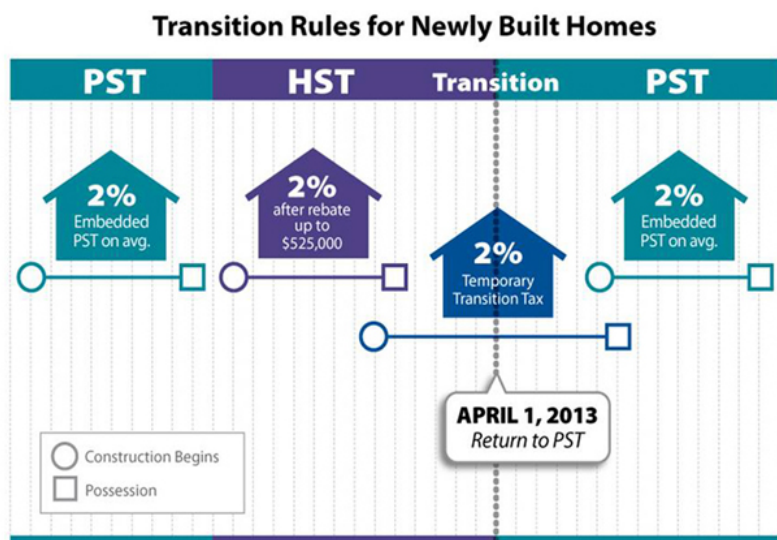 Transition Rules for Newly Built Homes
PST
HST
Transition
PST
2%
Embedded
PST on avg.
2%
after rebate
up to
$525,000
2%
Temporary
Transition Tax
2%
Embedded
PST on avg.
APRIL 1, 2013
Return to PST
Construction Begins
Possession